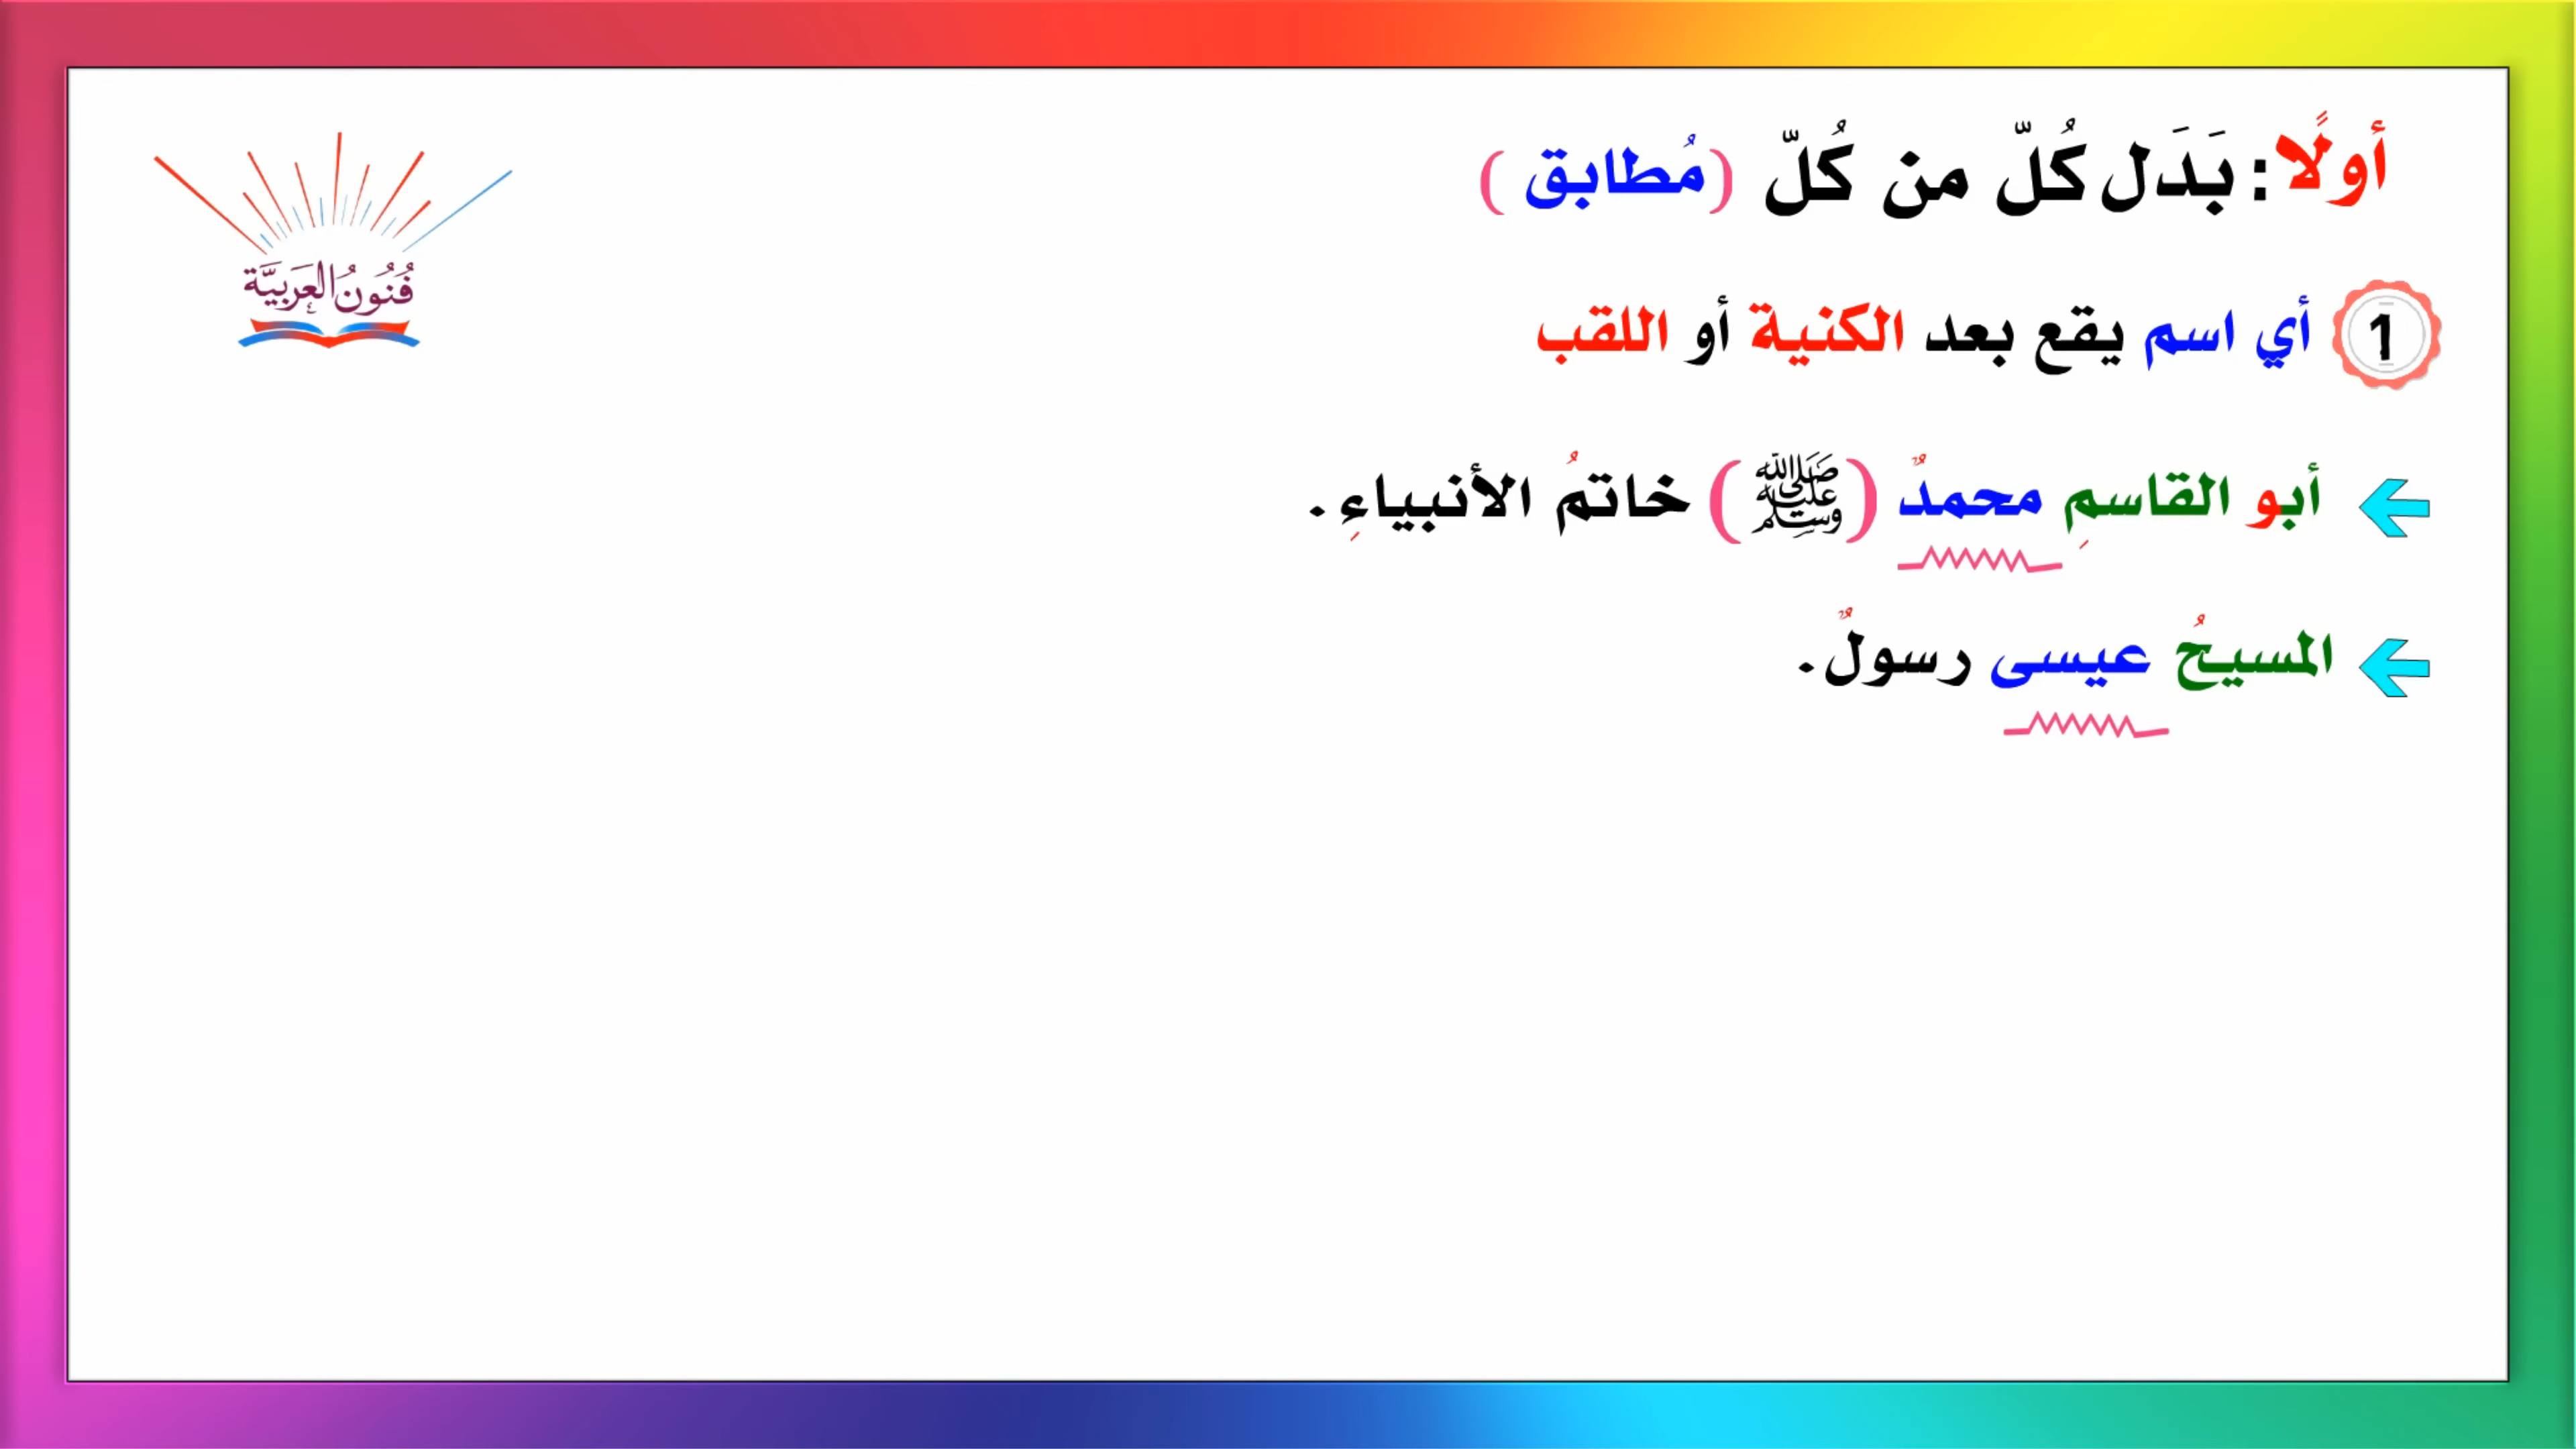 أولًا: بَدَل كُلّ من كُلّ (مُطابق)
فُنُونُ العَرَبِيَّة
1 أي اسم يقع بعد الكنية أو اللقب
أبو القاسمِ محمدٌ (ﷺ) خاتمُ الأنبياءِ.
المسيحُ عيسى رسولٌ.